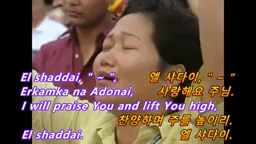 El shaddai, " ~ ", 엘 샤다이, " ~ "
Erkamka na Adonai, 사랑해요 주님.
I will praise You and lift You high,
찬양하며 주를 높이리.
El shaddai. 엘 샤다이.